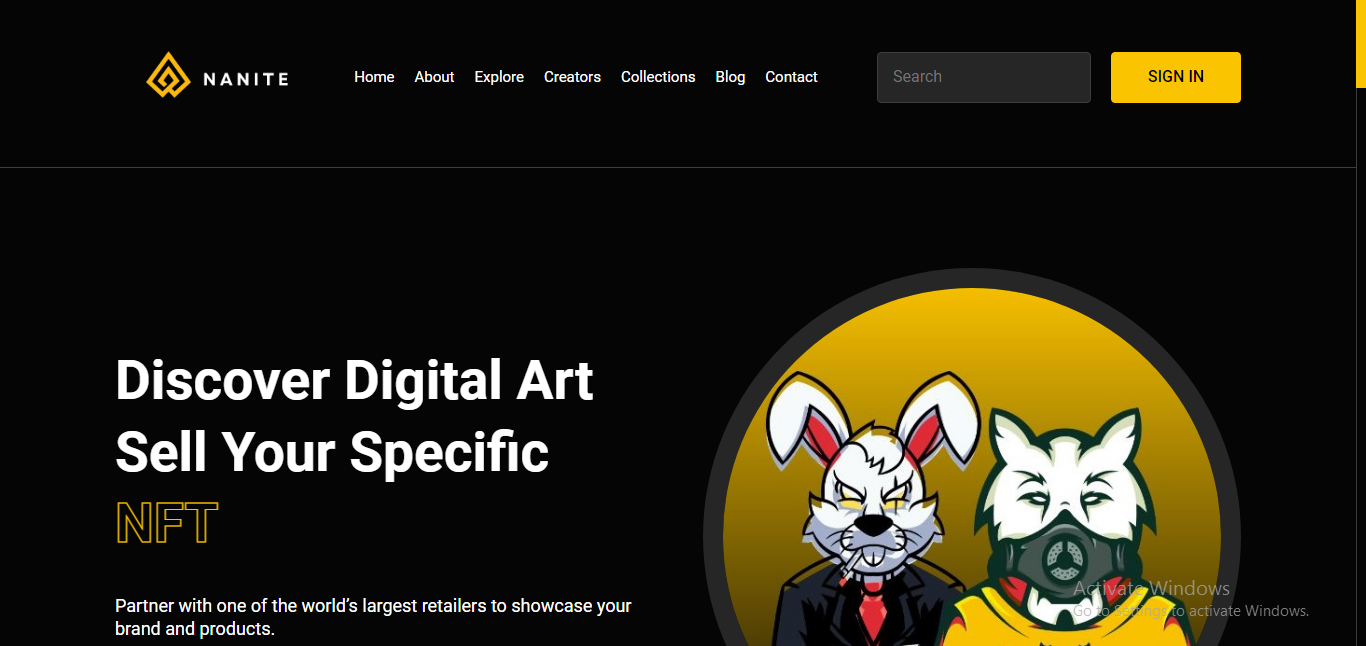 NANITE
Home About Explore Creators Collections Blog Contact
Search
SIGN IN
Discover Digital Art
Sell Your Specific
NFT
Partner with one of the world’s largest retailers to showcase your
brand and products.
Activate Windows
Go to Settings to activate Windows.